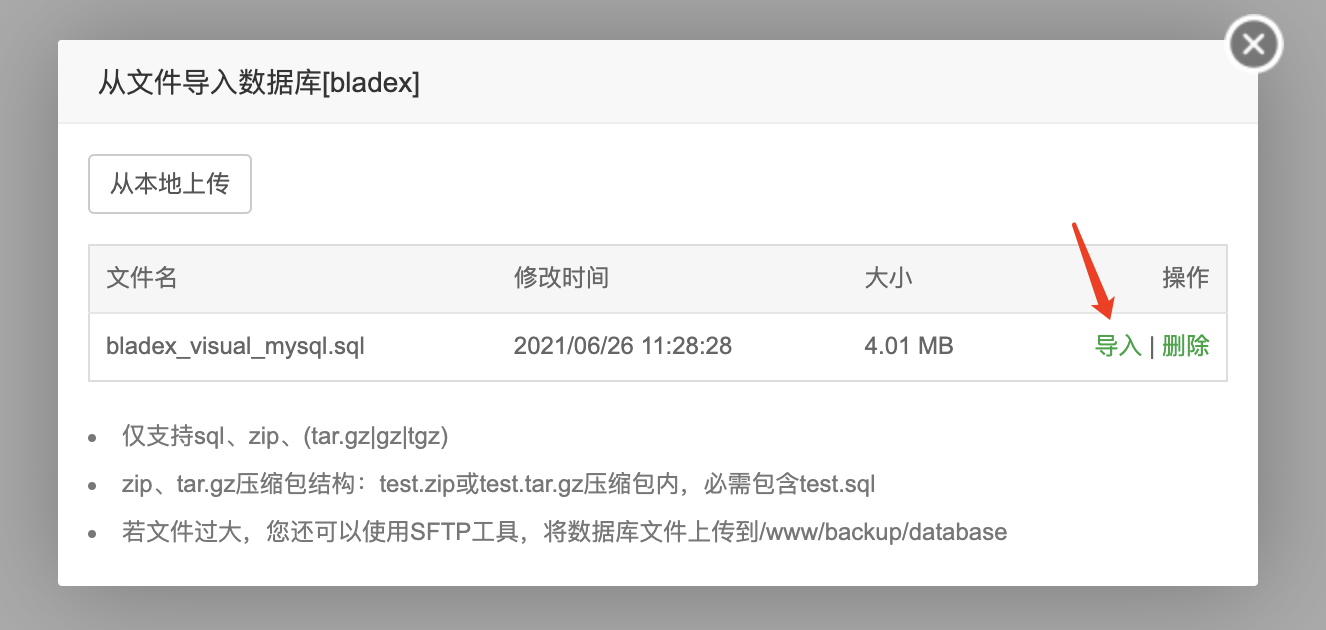 从文件导入数据库[bladex]
从本地上传
文件名 修改时间 大小 操作
bladex_visual_mysql.sql 2021/06/26 11:28:28 4.01 MB 导入 | 删除
仅支持sql、zip、(tar.gz|gz|tgz)
zip、tar.gz压缩包结构：test.zip或test.tar.gz压缩包内，必需包含test.sql
若文件过大，您还可以使用SFTP工具，将数据库文件上传到/www/backup/database